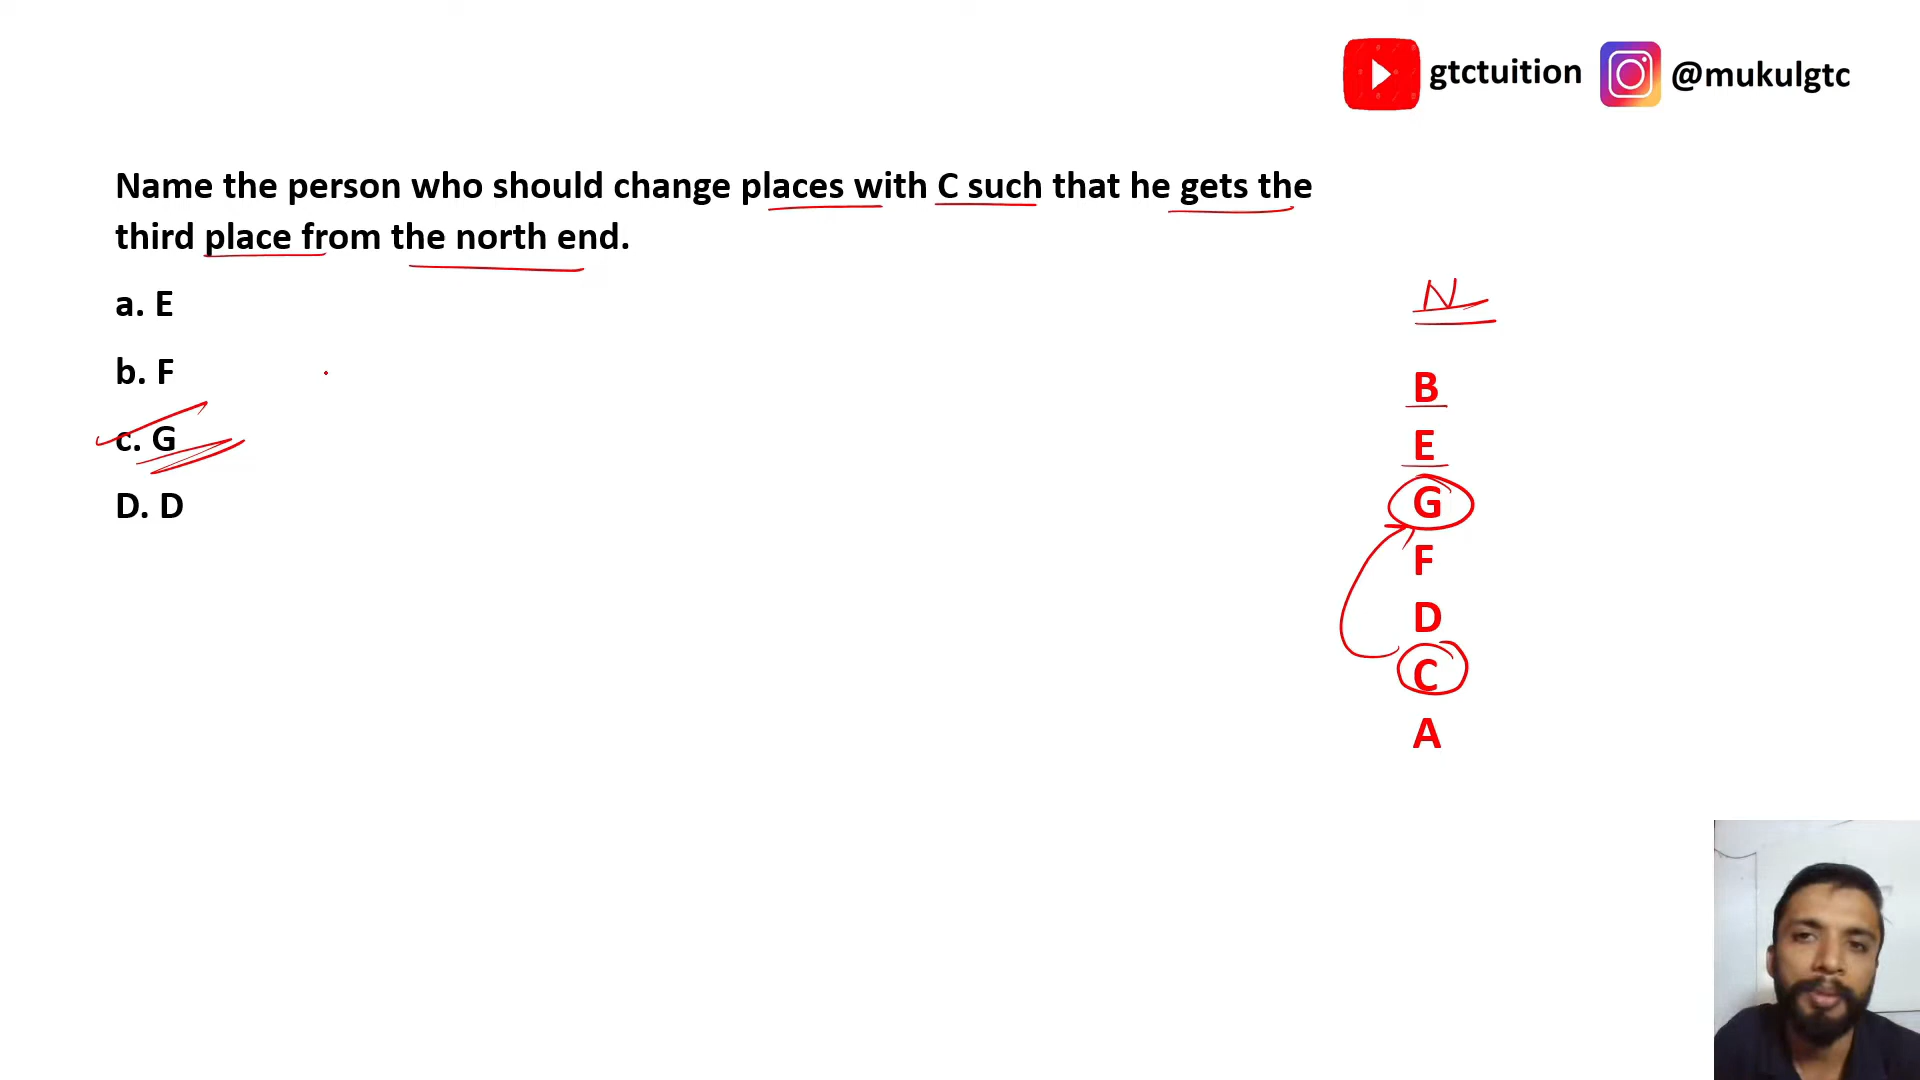 gtctuition @mukulgtc
Name the person who should change places with C such that he gets the
third place from the north end.
a. E
b. F
c. G
D. D
N
B
E
G
F
D
C
A